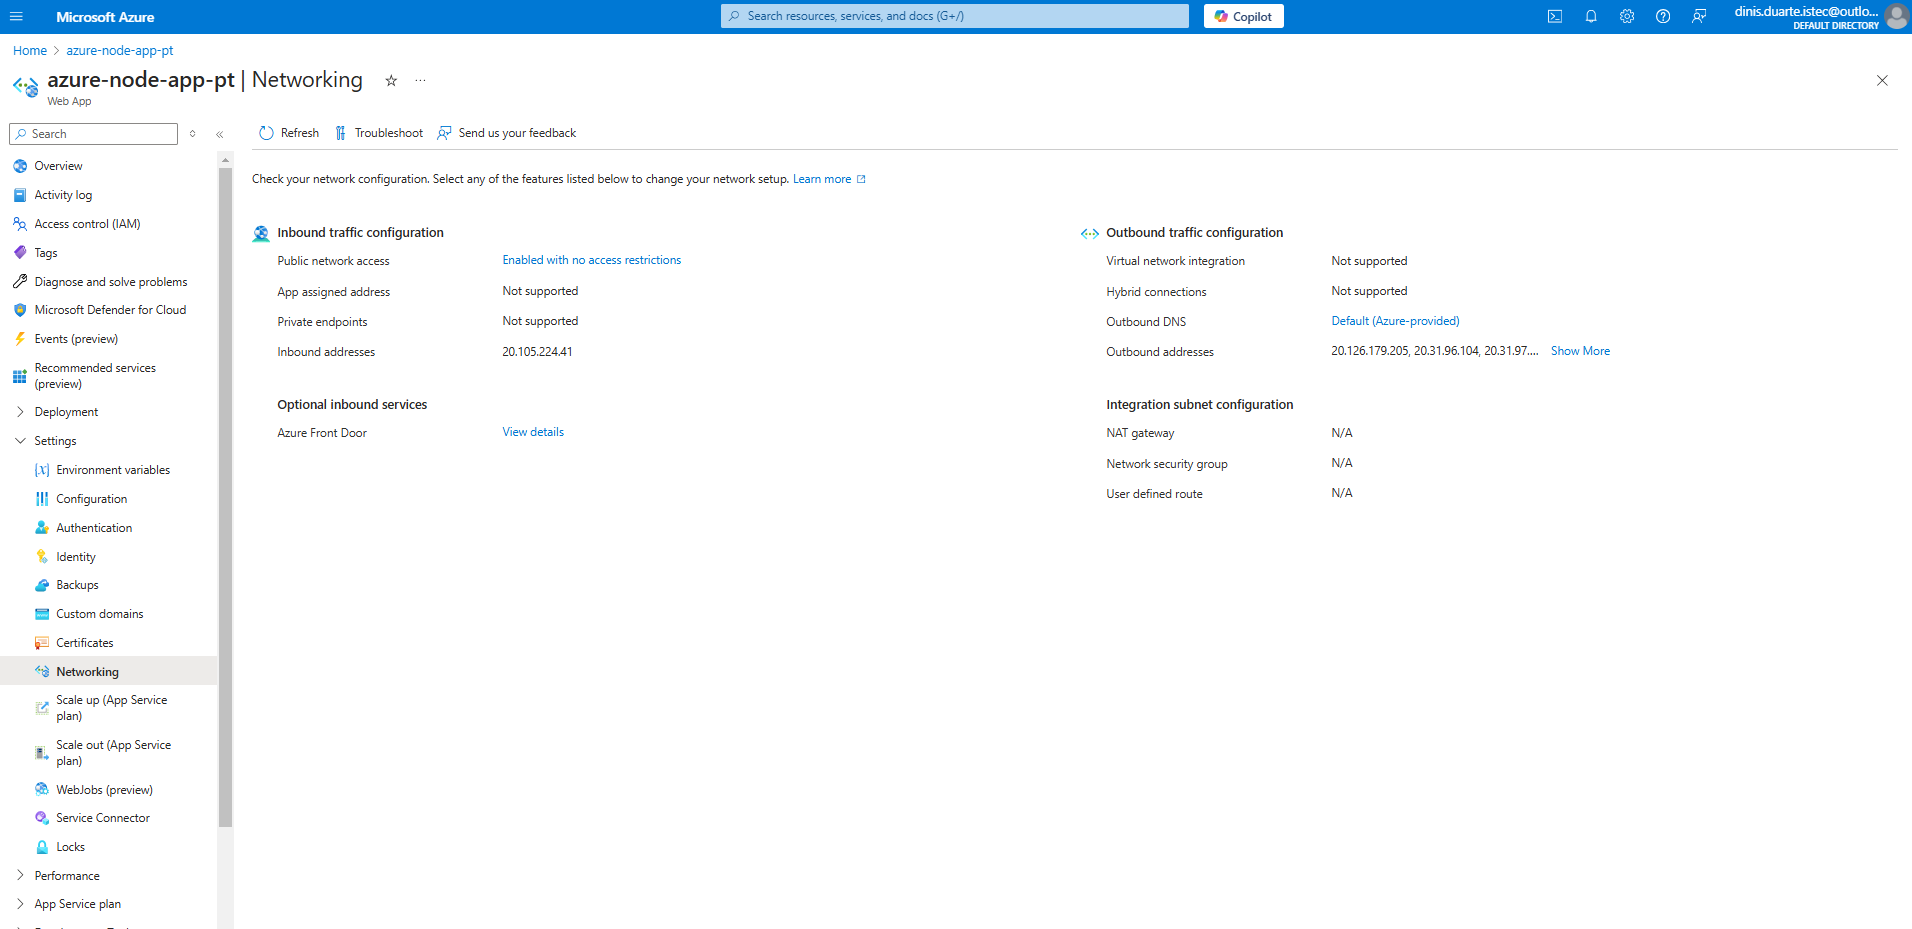 Microsoft Azure
Search resources, services, and docs (G+/)
Copilot
dinis.duarte.istec@outlo...
DEFAULT DIRECTORY
Home > azure-node-app-pt
azure-node-app-pt | Networking
Web App
Search
Refresh
Troubleshoot
Send us your feedback
Overview
Activity log
Access control (IAM)
Tags
Diagnose and solve problems
Microsoft Defender for Cloud
Events (preview)
Recommended services
(preview)
Deployment
Settings
Environment variables
Configuration
Authentication
Identity
Backups
Custom domains
Certificates
Networking
Scale up (App Service
plan)
Scale out (App Service
plan)
WebJobs (preview)
Service Connector
Locks
Performance
App Service plan
Check your network configuration. Select any of the features listed below to change your network setup. Learn more
Inbound traffic configuration
Public network access Enabled with no access restrictions
App assigned address Not supported
Private endpoints Not supported
Inbound addresses 20.105.224.41
Optional inbound services
Azure Front Door View details
Outbound traffic configuration
Virtual network integration Not supported
Hybrid connections Not supported
Outbound DNS Default (Azure-provided)
Outbound addresses 20.126.179.205, 20.31.96.104, 20.31.97.... Show More
Integration subnet configuration
NAT gateway N/A
Network security group N/A
User defined route N/A